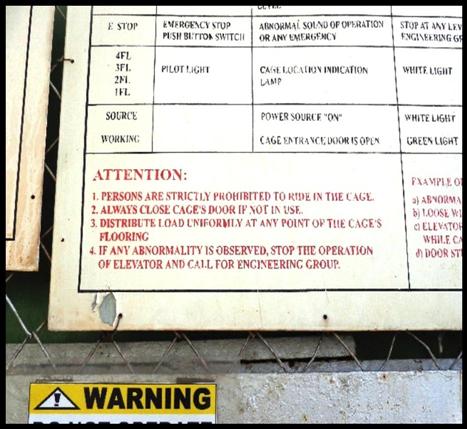 LEVEL
E STOP EMERGENCY STOP ABNORMAL SOUND OF OPERATION STOP AT ANY LEV
PUSH BUTTON SWITCH OR ANY EMERGENCY ENGINEERING GR
4FL
3FL PILOT LIGHT CAGE LOCATION INDICATION WHITE LIGHT
2FL LAMP
1FL
SOURCE POWER SOURCE "ON" WHITE LIGHT
WORKING CAGE ENTRANCE DOOR IS OPEN GREEN LIGHT
ATTENTION:
1. PERSONS ARE STRICTLY PROHIBITED TO RIDE IN THE CAGE.
2. ALWAYS CLOSE CAGE'S DOOR IF NOT IN USE.
3. DISTRIBUTE LOAD UNIFORMLY AT ANY POINT OF THE CAGE'S
FLOORING
4. IF ANY ABNORMALITY IS OBSERVED, STOP THE OPERATION
OF ELEVATOR AND CALL FOR ENGINEERING GROUP.
EXAMPLE O
a) ABNORMA
b) LOOSE WI
c) ELEVATOR
WHILE CA
d) DOOR ST
WARNING
DO NOT OPERATE